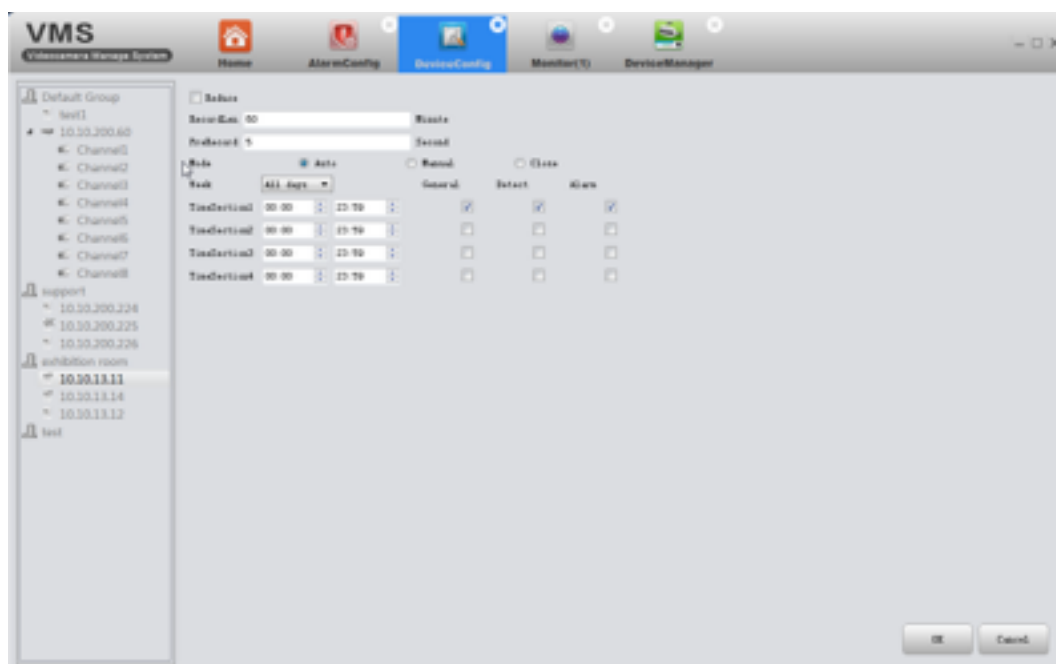 VMS
Videocamera Manage System
Home
AlarmConfig
DeviceConfig
Monitor(1)
DeviceManager
Default Group
test1
10.10.200.60
Channel1
Channel2
Channel3
Channel4
Channel5
Channel6
Channel7
Channel8
support
10.10.200.224
10.10.200.225
10.10.200.226
exhibition room
10.10.13.11
10.10.13.14
10.10.13.12
test
Reduce
RecordLen 60 Minute
PreRecord 5 Second
Mode Auto Manual Close
Week All days General Detect Alarm
TimeSection1 00:00 23:59
TimeSection2 00:00 23:59
TimeSection3 00:00 23:59
TimeSection4 00:00 23:59
OK Cancel